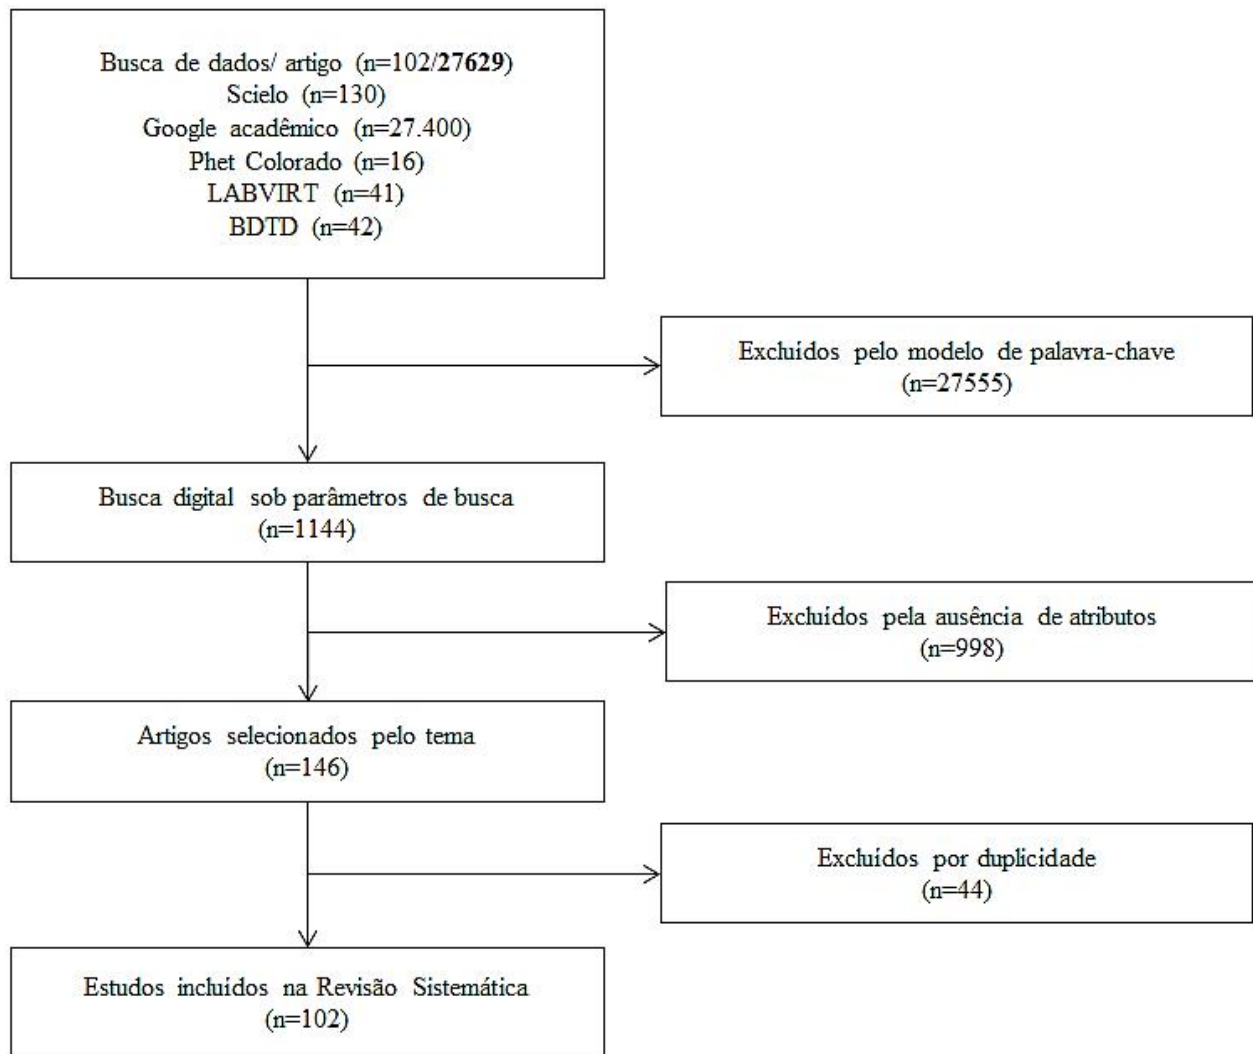 Busca de dados/ artigo (n=102/27629)
Scielo (n=130)
Google acadêmico (n=27.400)
Phet Colorado (n=16)
LABVIRT (n=41)
BDTD (n=42)
Excluídos pelo modelo de palavra-chave
(n=27555)
Busca digital sob parâmetros de busca
(n=1144)
Excluídos pela ausência de atributos
(n=998)
Artigos selecionados pelo tema
(n=146)
Excluídos por duplicidade
(n=44)
Estudos incluídos na Revisão Sistemática
(n=102)